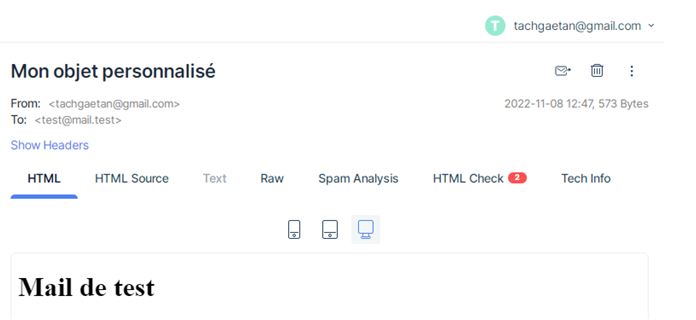 T tachgaetan@gmail.com
Mon objet personnalisé
From: <tachgaetan@gmail.com> 2022-11-08 12:47, 573 Bytes
To: <test@mail.test>
Show Headers
HTML HTML Source Text Raw Spam Analysis HTML Check 2 Tech Info
Mail de test